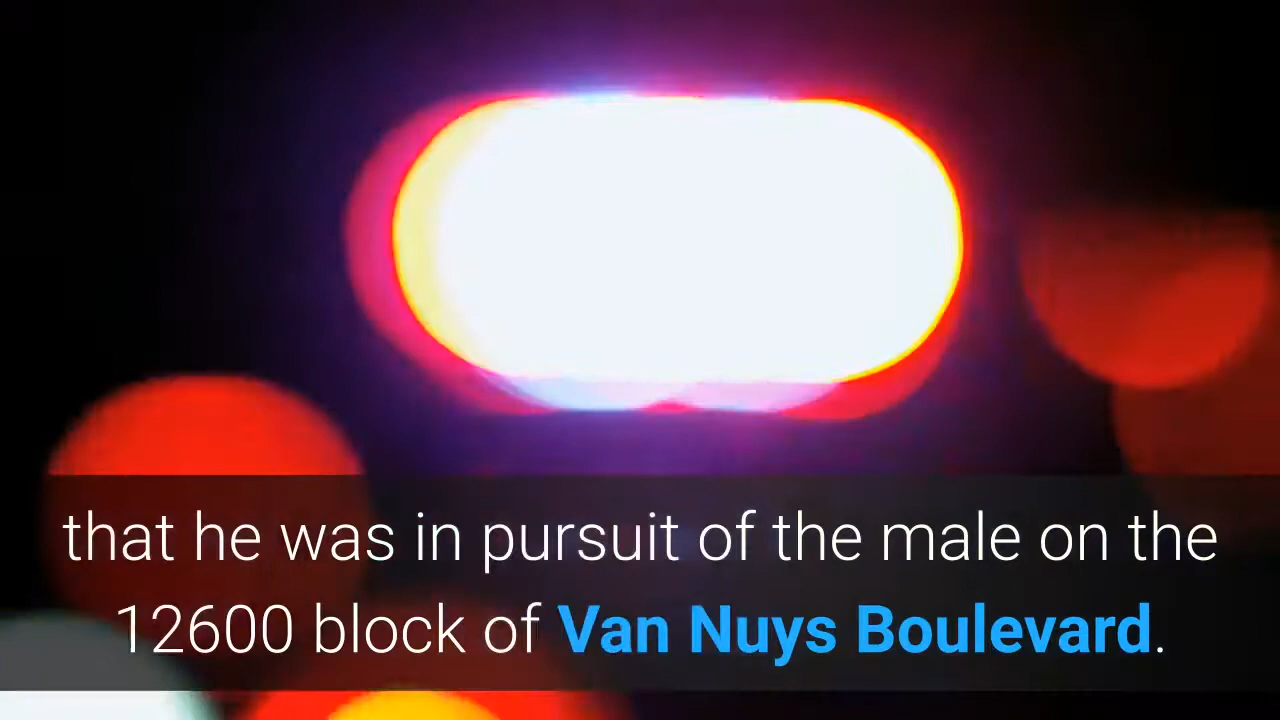 that he was in pursuit of the male on the
12600 block of Van Nuys Boulevard.